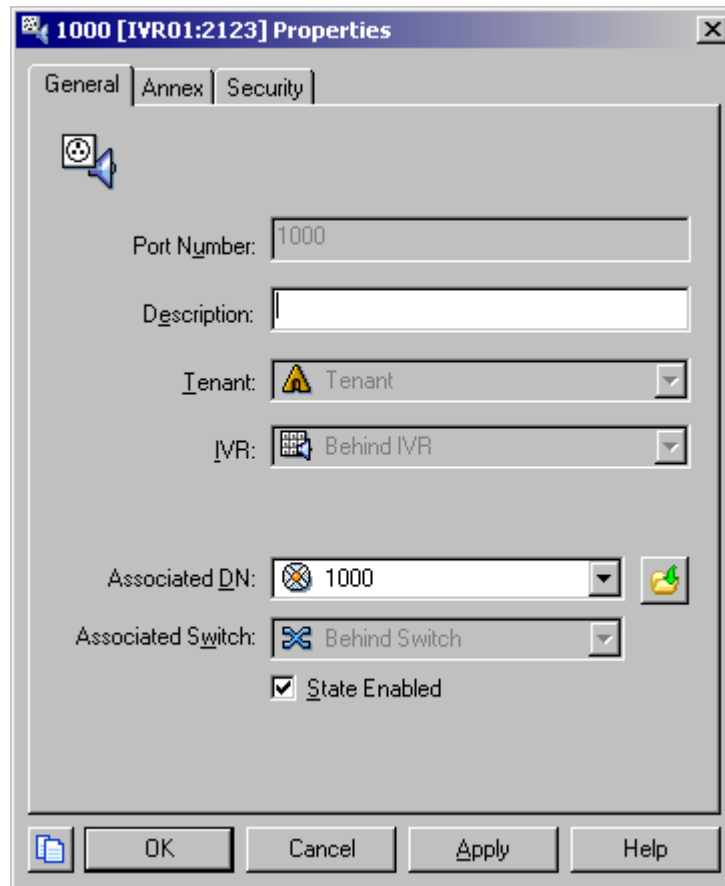 1000 [IVR01:2123] Properties
General Annex Security
Port Number: 1000
Description:
Tenant: Tenant
IVR: Behind IVR
Associated DN: 1000
Associated Switch: Behind Switch
State Enabled
OK Cancel Apply Help